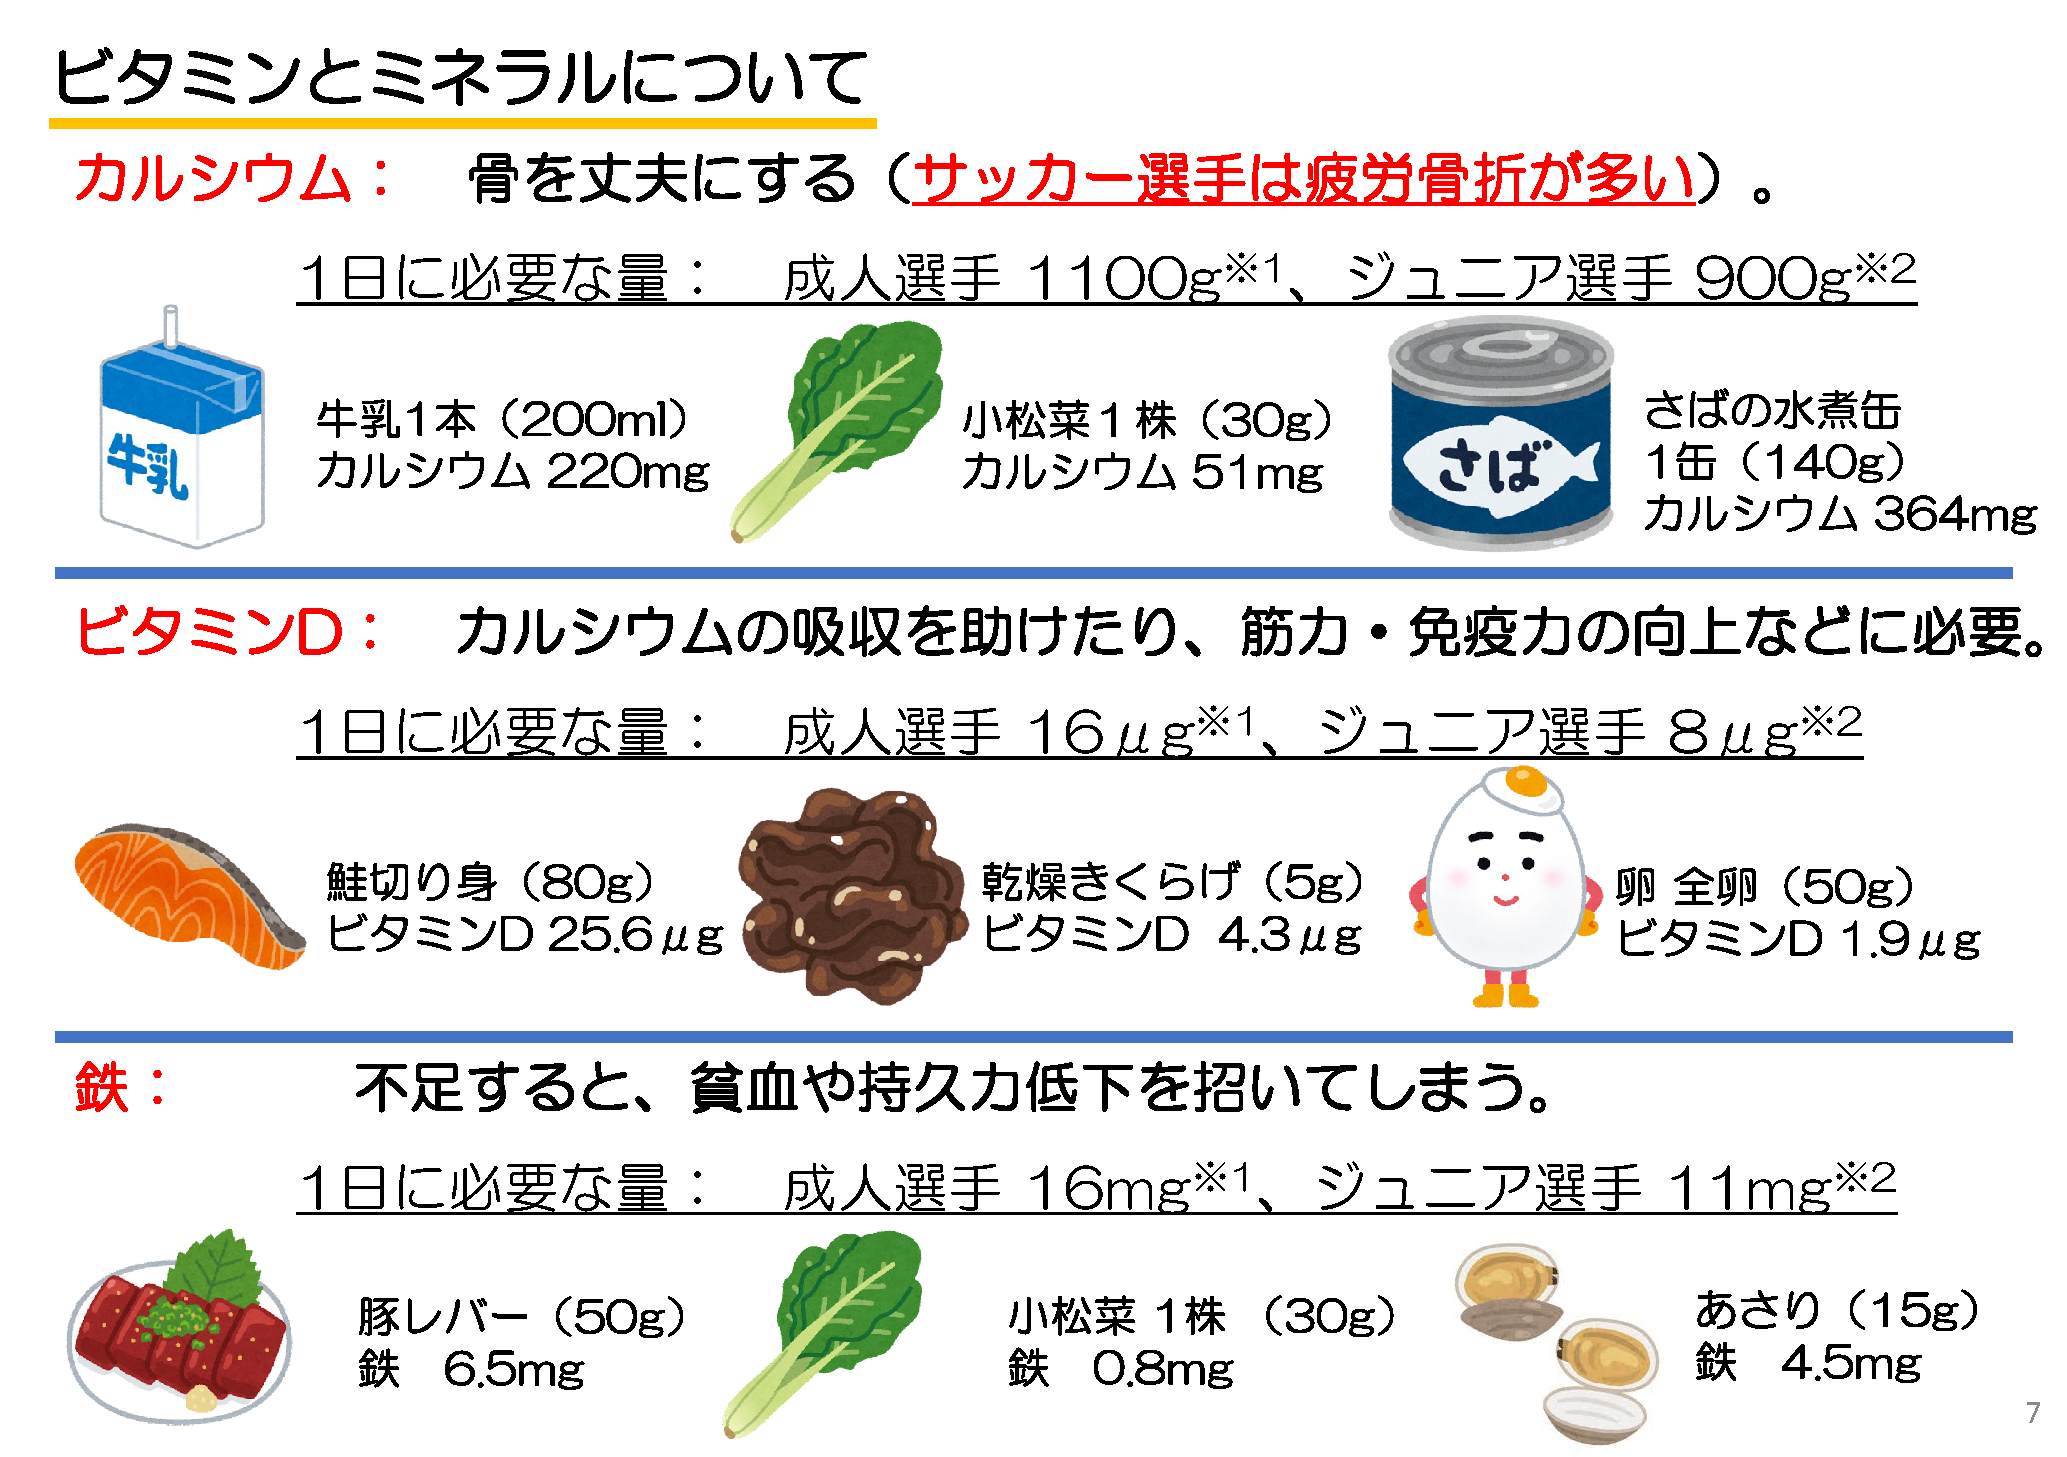 ビタミンとミネラルについて
カルシウム：　骨を丈夫にする（サッカー選手は疲労骨折が多い）。
１日に必要な量：　成人選手 1100g※1、ジュニア選手 900g※2
牛乳
牛乳1本（200ml）
カルシウム 220mg
小松菜１株（30g）
カルシウム 51mg
さば
さばの水煮缶
1缶（140g）
カルシウム 364mg
ビタミンD：　カルシウムの吸収を助けたり、筋力・免疫力の向上などに必要。
１日に必要な量：　成人選手 16μg※1、ジュニア選手 8μg※2
鮭切り身（80g）
ビタミンD 25.6μg
乾燥きくらげ（5g）
ビタミンD 4.3μg
卵 全卵（50g）
ビタミンD 1.9μg
鉄：　不足すると、貧血や持久力低下を招いてしまう。
１日に必要な量：　成人選手 16mg※1、ジュニア選手 11mg※2
豚レバー（50g）
鉄　6.5mg
小松菜 1株 （30g）
鉄　0.8mg
あさり（15g）
鉄　4.5mg
7